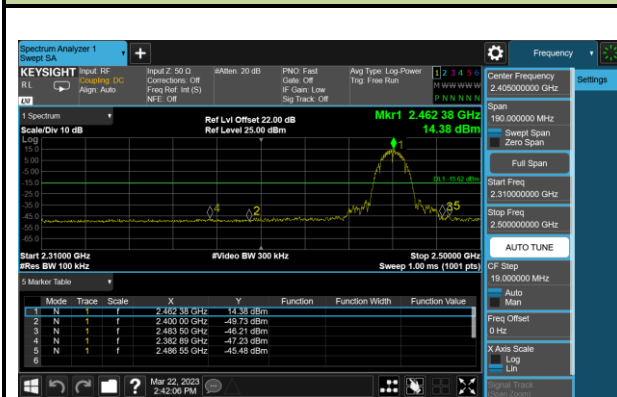 Spectrum Analyzer 1
Swept SA
Frequency
KEYSIGHT
Input: RF
Input Z: 50 Ω
#Atten: 20 dB
PNO: Fast
Avg Type: Log-Power
1 2 3 4 5 6
RL
Coupling: DC
Corrections: Off
Gate: Off
Trig: Free Run
M W W W W W
Align: Auto
Freq Ref: Int (S)
IF Gain: Low
NFE: Off
Sig Track: Off
P N N N N N
Center Frequency
2.405000000 GHz
Settings
1 Spectrum
Scale/Div 10 dB
Ref Lvl Offset 22.00 dB
Ref Level 25.00 dBm
Mkr1 2.462 38 GHz
14.38 dBm
Log
15.0
5.00
-5.00
-15.0
-25.0
-35.0
-45.0
-55.0
-65.0
1
DL1 -15.62 dBm
4
2
3
5
Start 2.31000 GHz
#Video BW 300 kHz
Stop 2.50000 GHz
#Res BW 100 kHz
Sweep 1.00 ms (1001 pts)
Span
190.000000 MHz
Swept Span
Zero Span
Full Span
Start Freq
2.310000000 GHz
Stop Freq
2.500000000 GHz
AUTO TUNE
CF Step
19.000000 MHz
Auto
Man
Freq Offset
0 Hz
X Axis Scale
Log
Lin
Signal Track
(Span Zoom)
5 Marker Table
Mode Trace Scale X Y Function Function Width Function Value
1 N 1 f 2.462 38 GHz 14.38 dBm
2 N 1 f 2.400 00 GHz -49.73 dBm
3 N 1 f 2.483 50 GHz -46.21 dBm
4 N 1 f 2.382 89 GHz -47.23 dBm
5 N 1 f 2.486 55 GHz -45.48 dBm
6
?
Mar 22, 2023
2:42:06 PM